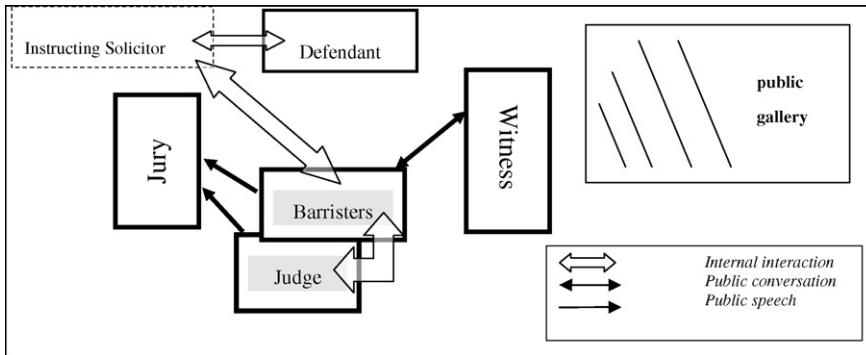 Instructing Solicitor
Defendant
Jury
Witness
public
gallery
Barristers
Judge
Internal interaction
Public conversation
Public speech